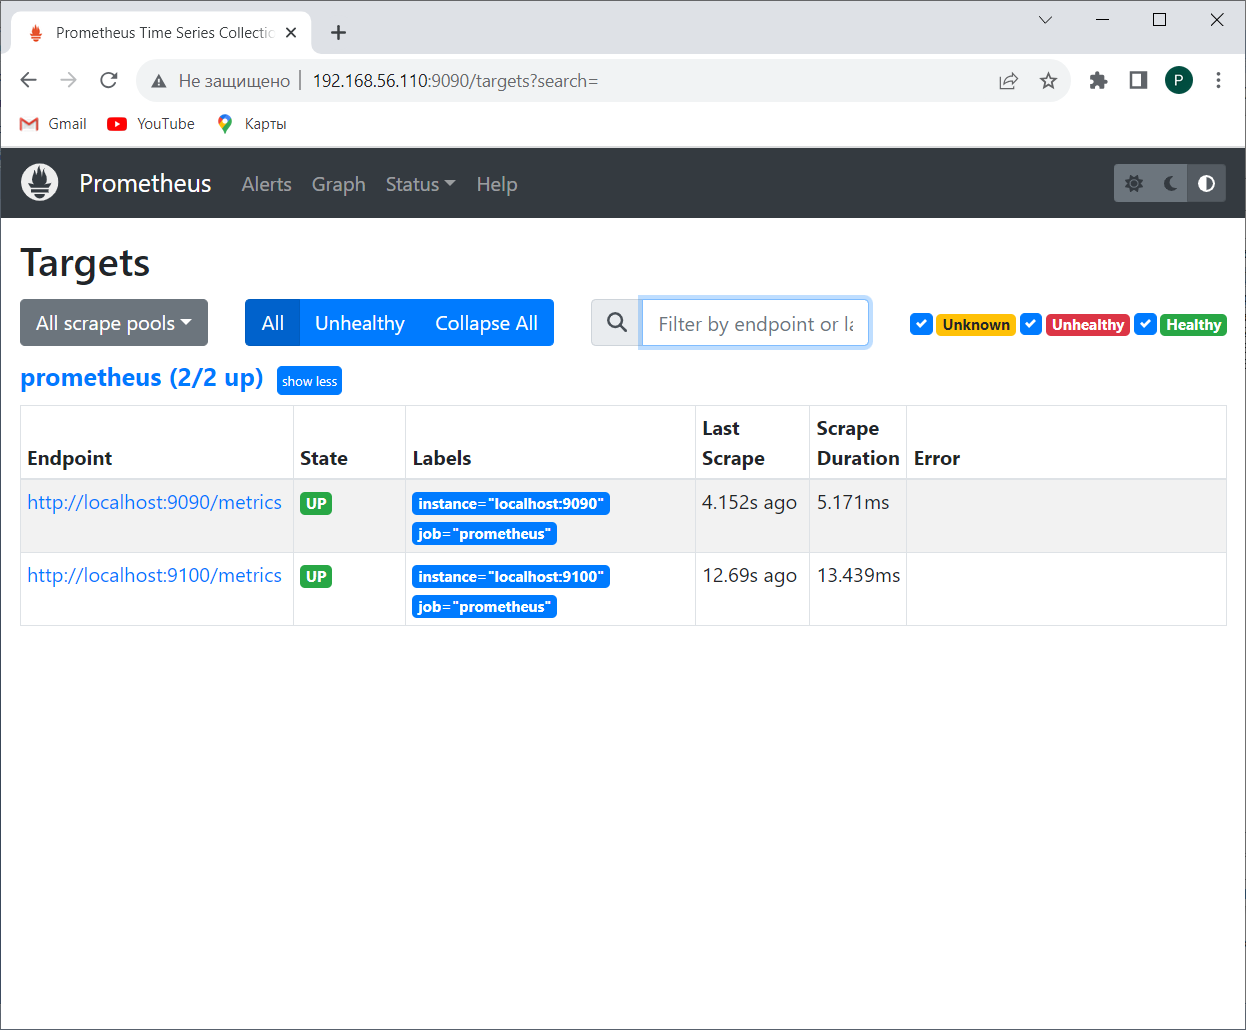 Prometheus Time Series Collectio
Не защищено 192.168.56.110:9090/targets?search=
P
Gmail YouTube Карты
Prometheus Alerts Graph Status Help
Targets
All scrape pools All Unhealthy Collapse All Filter by endpoint or la Unknown Unhealthy Healthy
prometheus (2/2 up) show less
Endpoint State Labels Last Scrape Scrape Duration Error
http://localhost:9090/metrics UP instance="localhost:9090" 4.152s ago 5.171ms
job="prometheus"
http://localhost:9100/metrics UP instance="localhost:9100" 12.69s ago 13.439ms
job="prometheus"